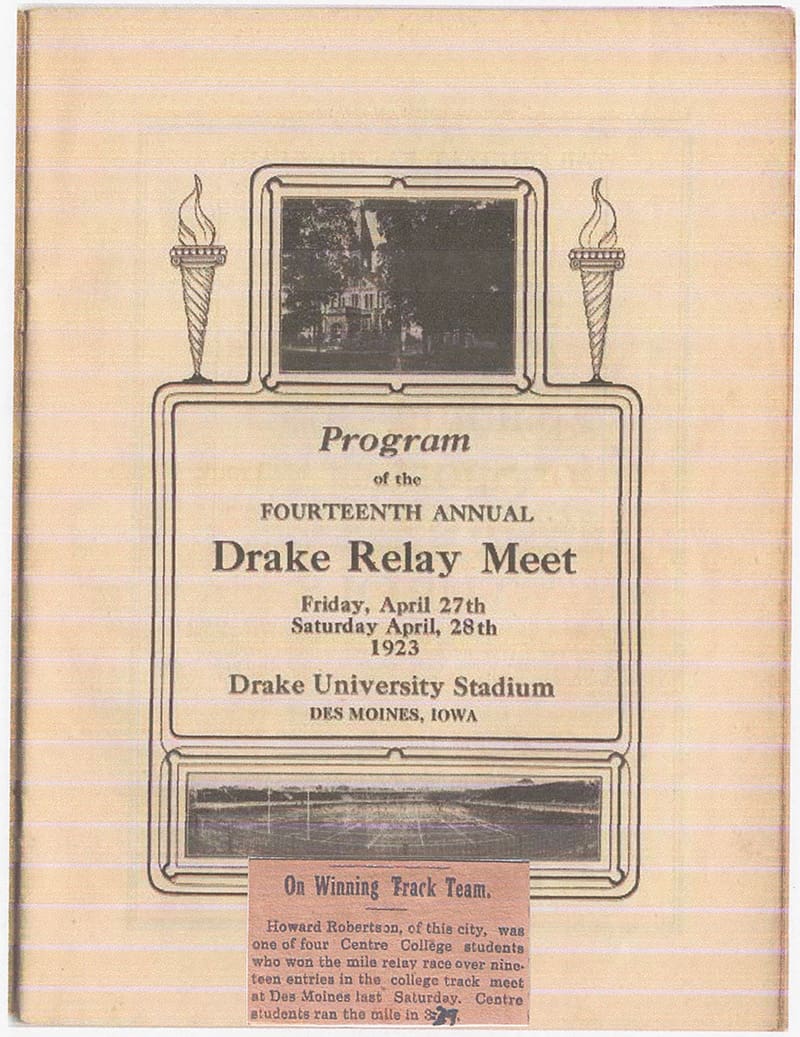 Program
of the
FOURTEENTH ANNUAL
Drake Relay Meet
Friday, April 27th
Saturday April, 28th
1923
Drake University Stadium
DES MOINES, IOWA
On Winning Track Team.
Howard Robertson, of this city, was
one of four Centre College students
who won the mile relay race over nine-
teen entries in the college track meet
at Des Moines last Saturday. Centre
students ran the mile in 3:29.